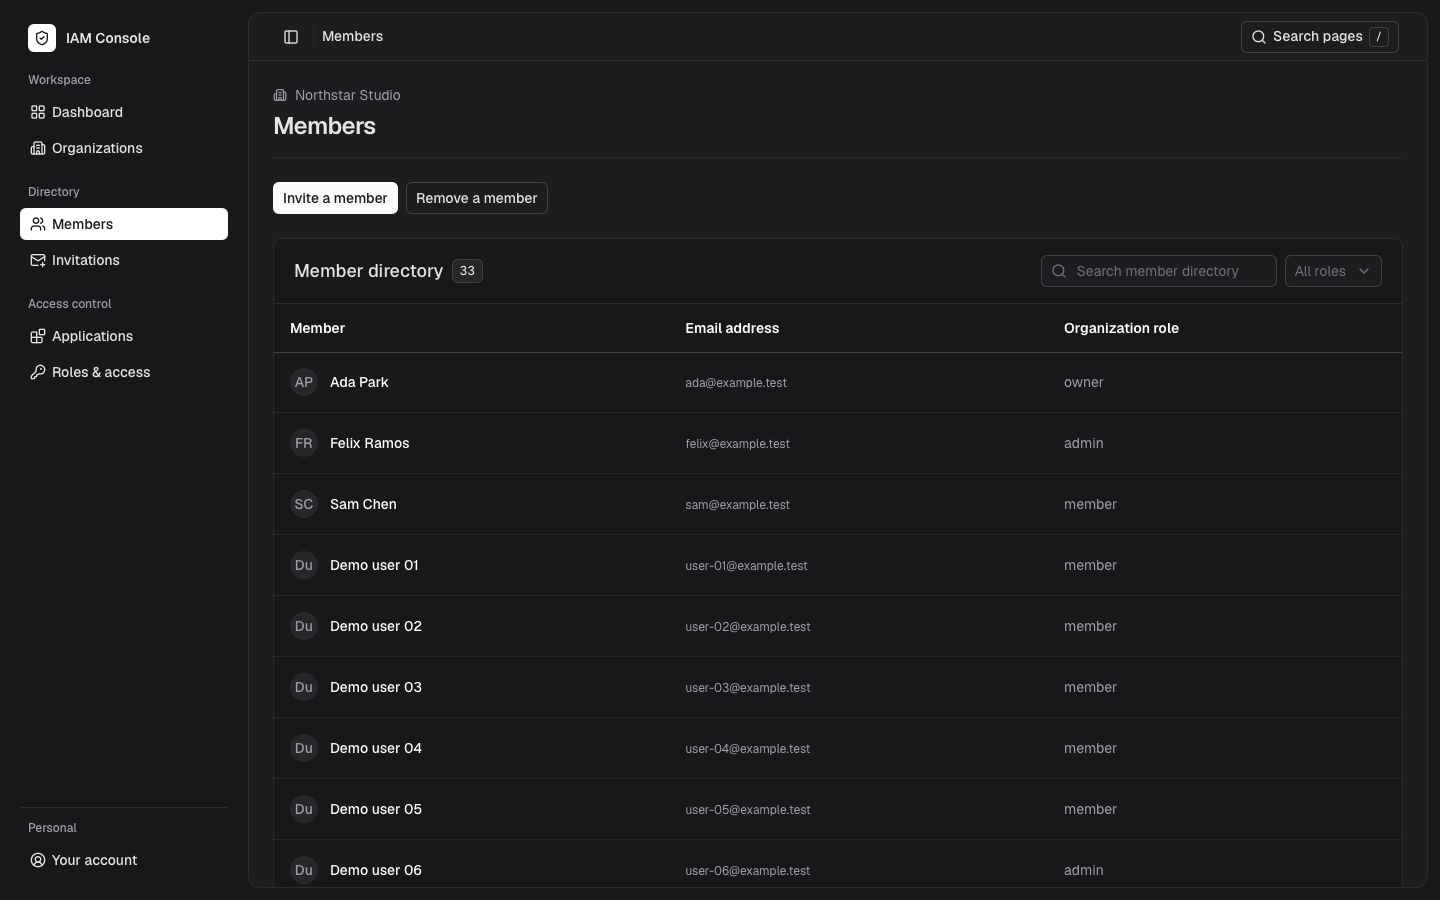 IAM Console
Workspace
Dashboard
Organizations
Directory
Members
Invitations
Access control
Applications
Roles & access
Personal
Your account
Members
Search pages /
Northstar Studio
Members
Invite a member
Remove a member
Member directory 33
Search member directory
All roles
Member Email address Organization role
AP Ada Park ada@example.test owner
FR Felix Ramos felix@example.test admin
SC Sam Chen sam@example.test member
Du Demo user 01 user-01@example.test member
Du Demo user 02 user-02@example.test member
Du Demo user 03 user-03@example.test member
Du Demo user 04 user-04@example.test member
Du Demo user 05 user-05@example.test member
Du Demo user 06 user-06@example.test admin